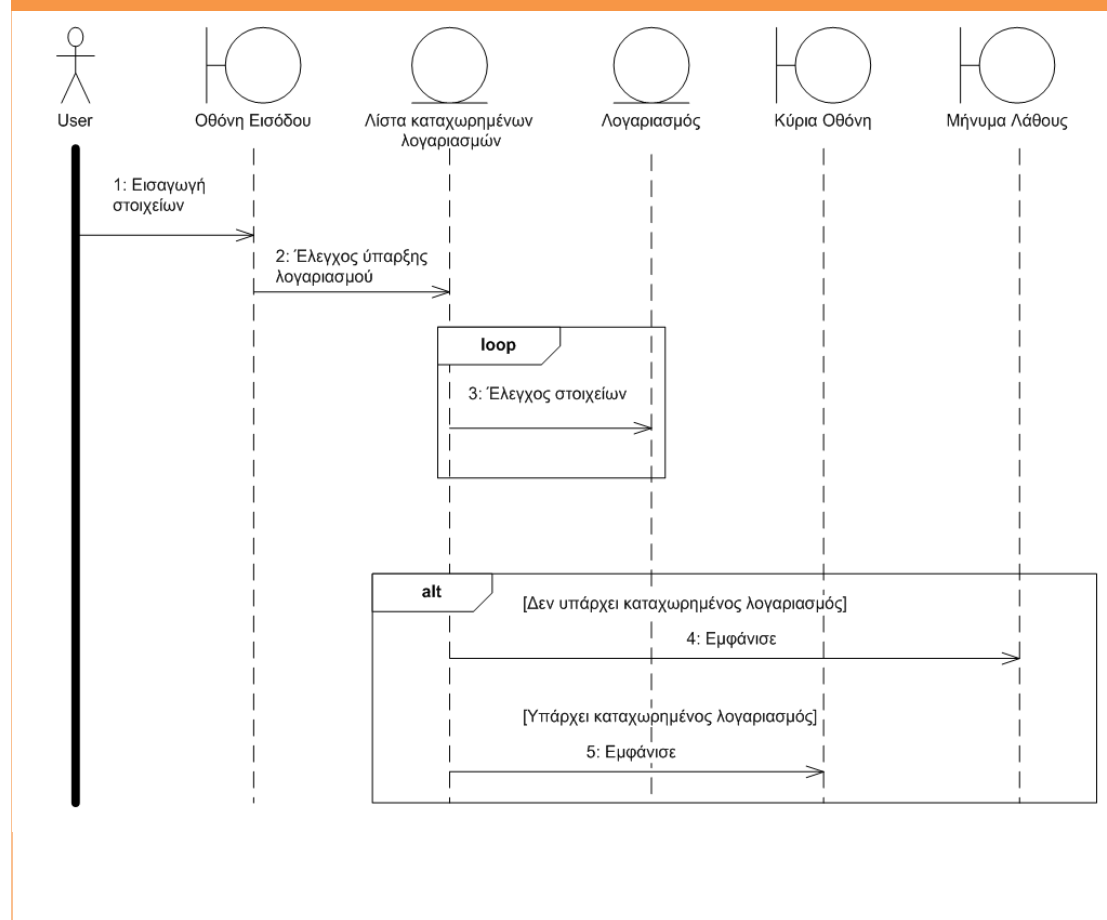 User
Οθόνη Εισόδου
Λίστα καταχωρημένων
λογαριασμών
Λογαριασμός
Κύρια Οθόνη
Μήνυμα Λάθους
1: Εισαγωγή
στοιχείων
2: Έλεγχος ύπαρξης
λογαριασμού
loop
3: Έλεγχος στοιχείων
alt
[Δεν υπάρχει καταχωρημένος λογαριασμός]
4: Εμφάνισε
[Υπάρχει καταχωρημένος λογαριασμός]
5: Εμφάνισε